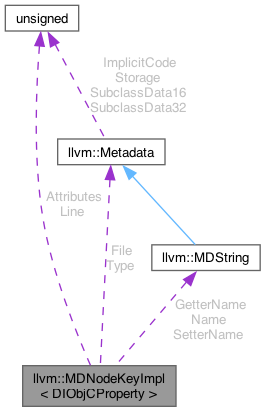 unsigned
ImplicitCode
Storage
SubclassData16
SubclassData32
llvm::Metadata
Attributes
Line
File
Type
llvm::MDString
GetterName
Name
SetterName
llvm::MDNodeKeyImpl
< DIObjCProperty >